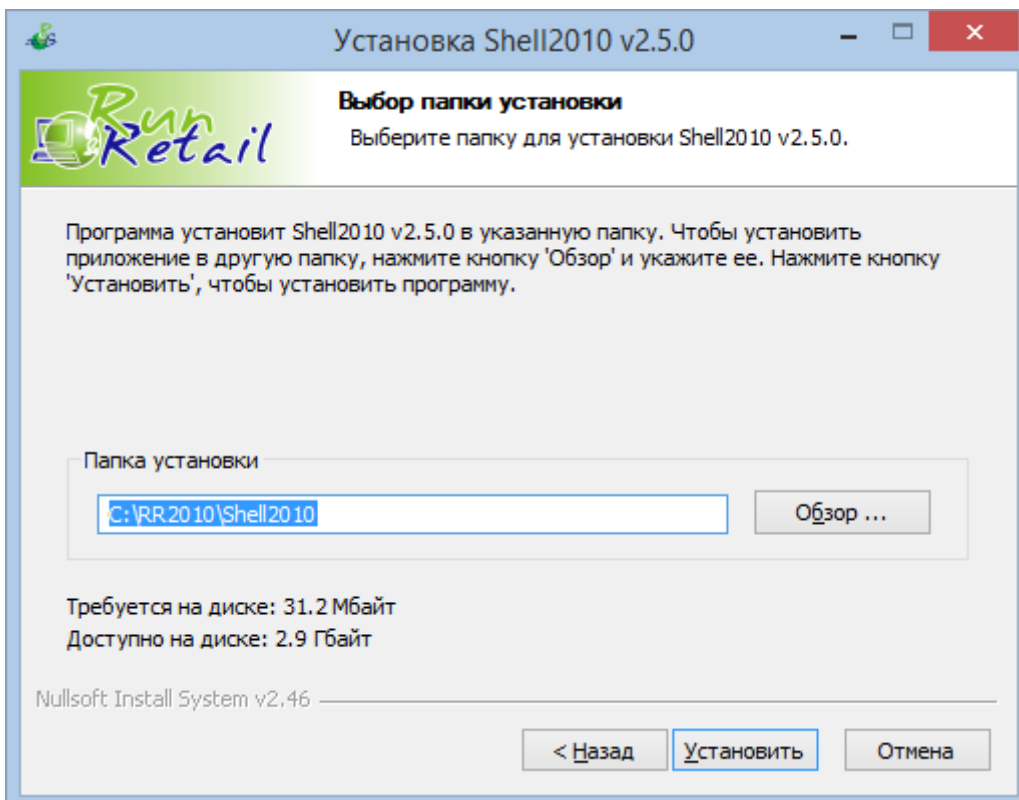 Установка Shell2010 v2.5.0
Run
Retail
Выбор папки установки
Выберите папку для установки Shell2010 v2.5.0.
Программа установит Shell2010 v2.5.0 в указанную папку. Чтобы установить
приложение в другую папку, нажмите кнопку 'Обзор' и укажите ее. Нажмите кнопку
'Установить', чтобы установить программу.
Папка установки
C:\RR2010\Shell2010
Обзор ...
Требуется на диске: 31.2 Мбайт
Доступно на диске: 2.9 Гбайт
Nullsoft Install System v2.46
< Назад
Установить
Отмена